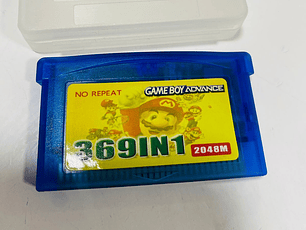 NO REPEAT
GAME BOY ADVANCE
M
369IN1
2048M